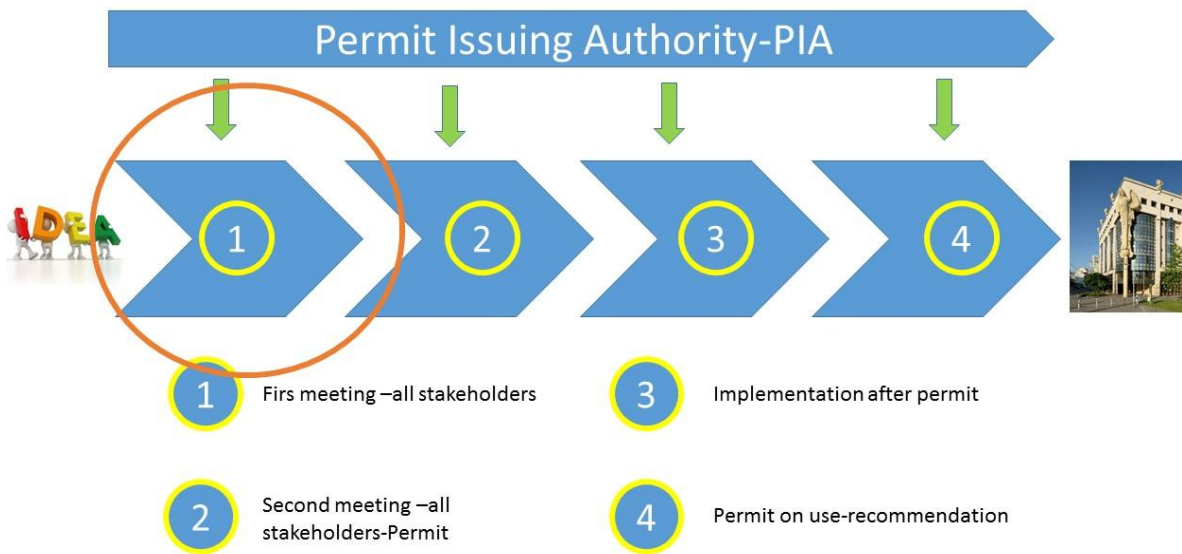 Permit Issuing Authority-PIA
IDEA
1
2
3
4
1
Firs meeting –all stakeholders
3
Implementation after permit
2
Second meeting –all
stakeholders-Permit
4
Permit on use-recommendation